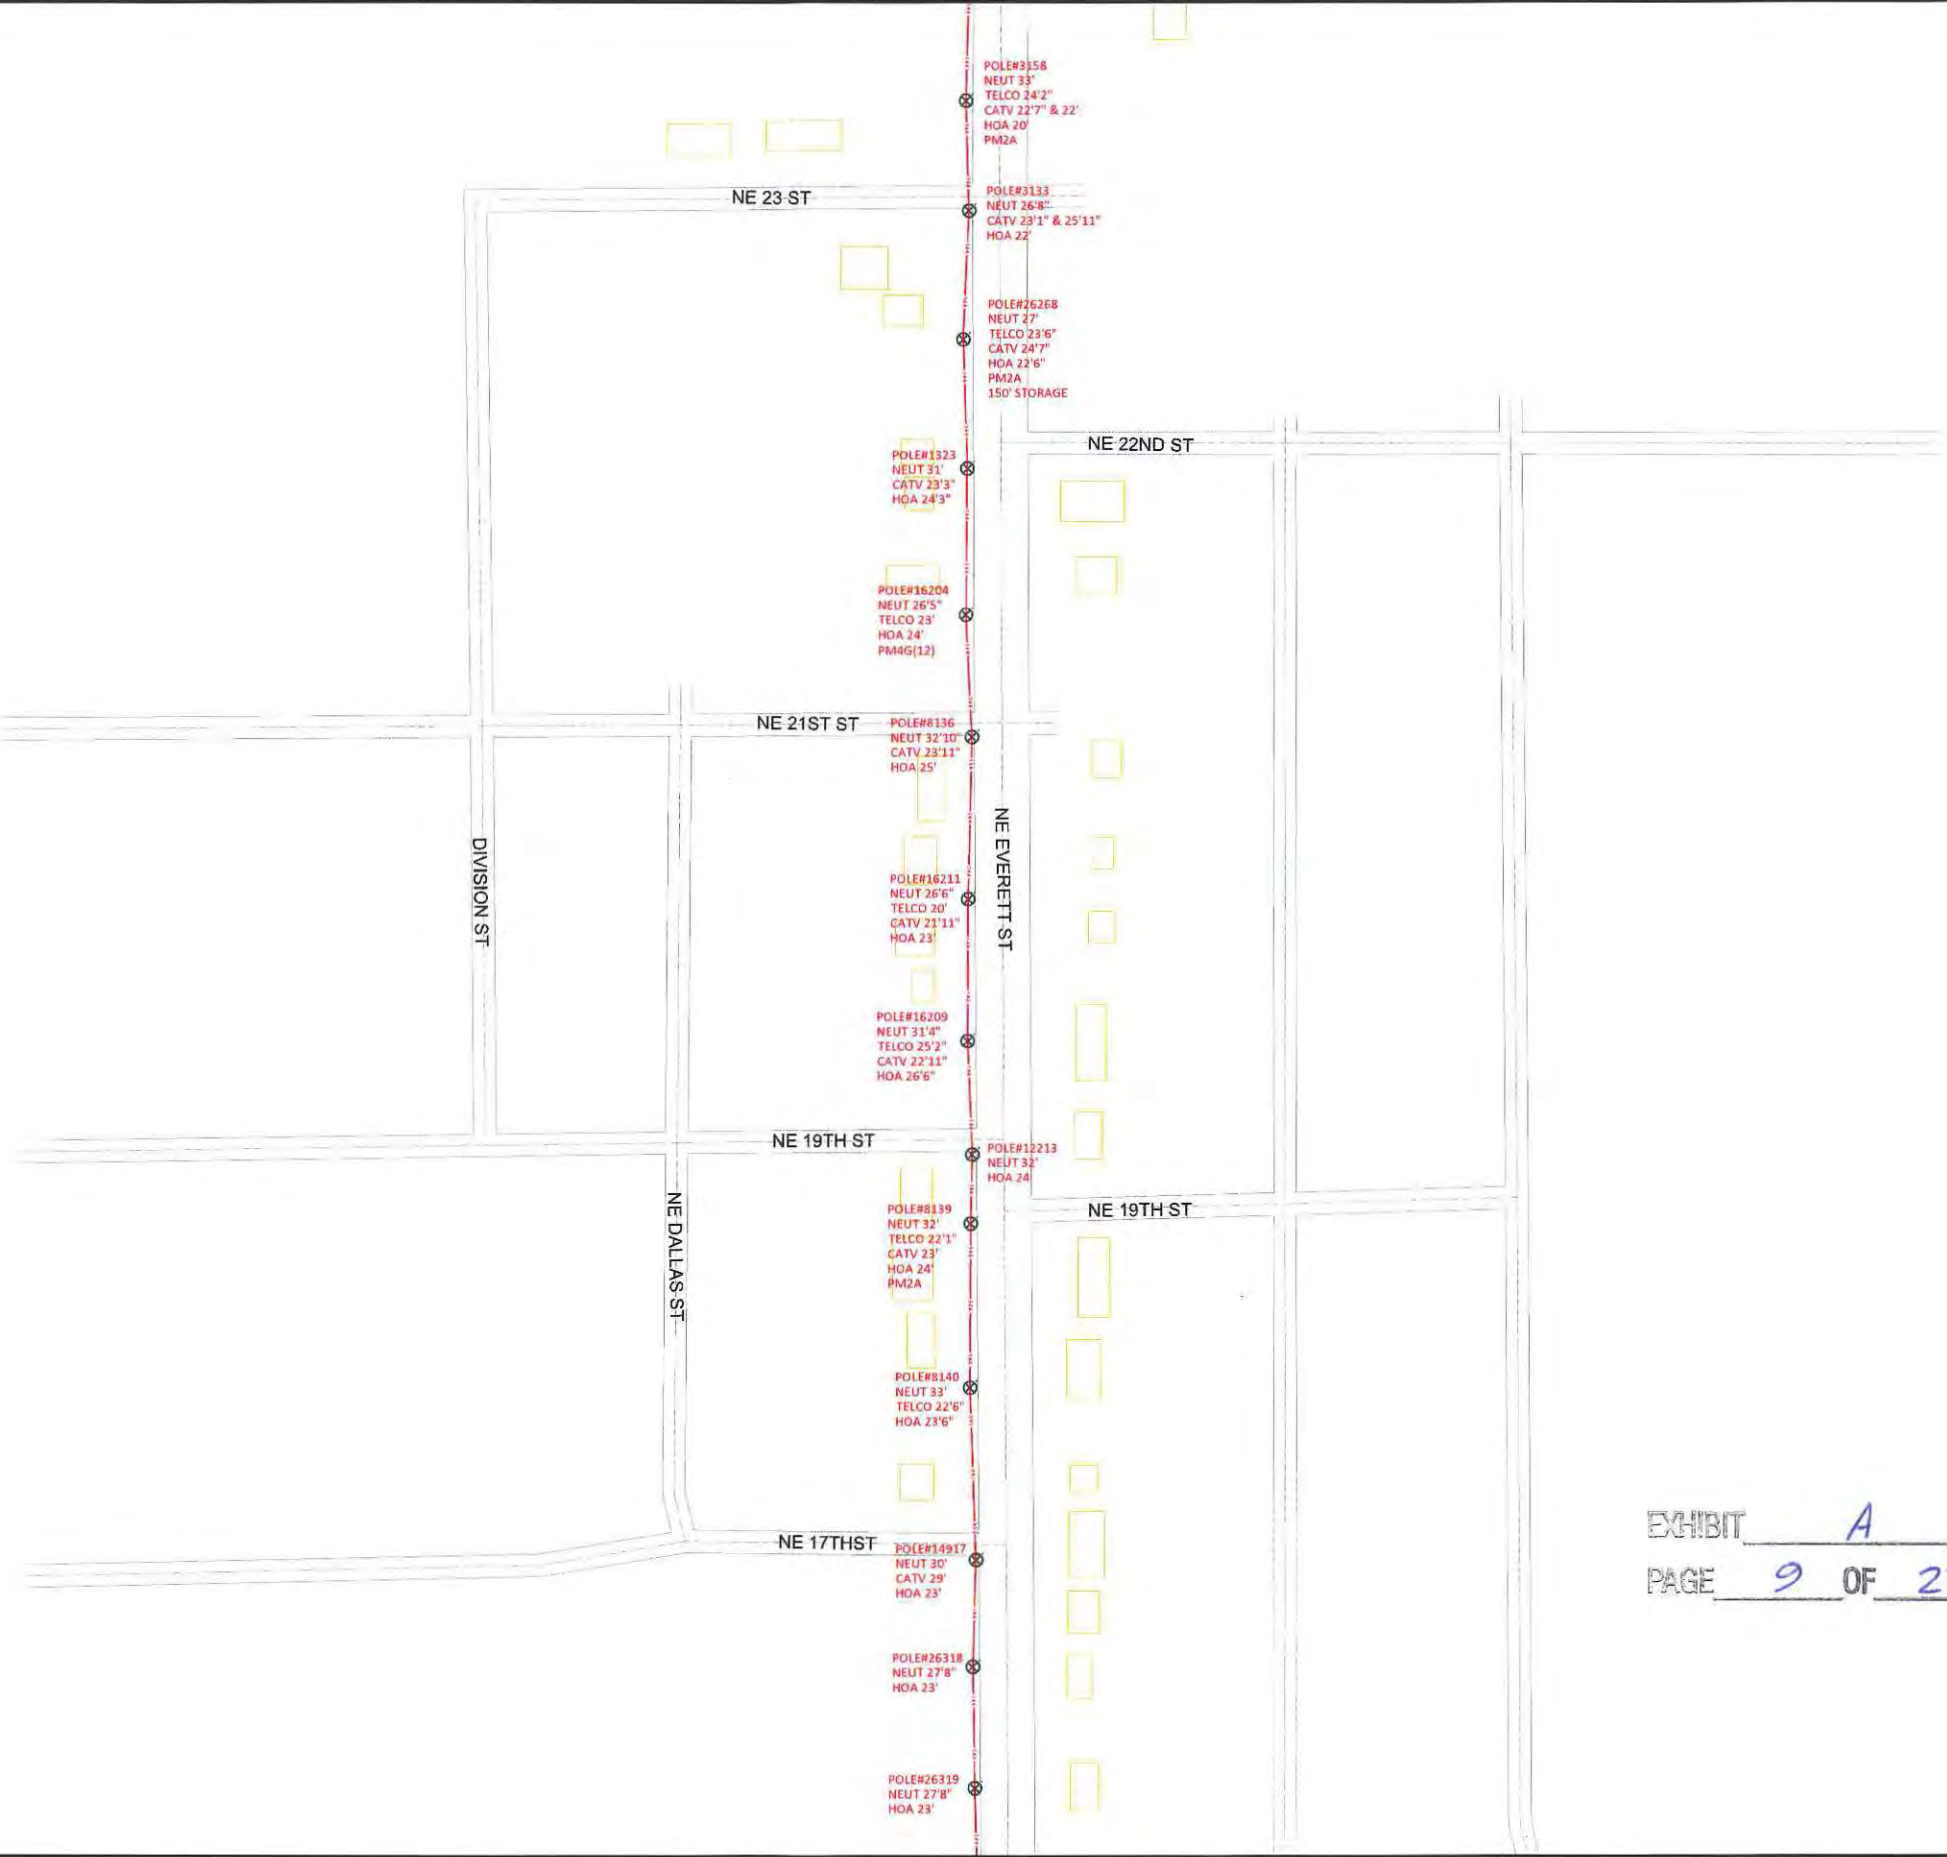 POLE#3158
NEUT 33'
TELCO 24'2"
CATV 22'7" & 22'
HOA 20'
PM2A
NE 23 ST
POLE#3133
NEUT 26'8"
CATV 23'1" & 25'11"
HOA 22'
POLE#26268
NEUT 27'
TELCO 23'6"
CATV 24'7"
HOA 22'6"
PM2A
150' STORAGE
NE 22ND ST
POLE#1323
NEUT 31'
CATV 23'3"
HOA 24'3"
POLE#16204
NEUT 26'5"
TELCO 23'
HOA 24'
PM4G(12)
NE 21ST ST
POLE#8136
NEUT 32'10"
CATV 23'11"
HOA 25'
DIVISION ST
NE EVERETT ST
POLE#16211
NEUT 26'6"
TELCO 20'
CATV 21'11"
HOA 23'
POLE#16209
NEUT 31'4"
TELCO 25'2"
CATV 22'11"
HOA 26'6"
NE 19TH ST
POLE#12213
NEUT 32'
HOA 24
NE DALLAS ST
POLE#8139
NEUT 32'
TELCO 22'1"
CATV 23'
HOA 24'
PM2A
NE 19TH ST
POLE#8140
NEUT 33'
TELCO 22'6"
HOA 23'6"
NE 17THST
POLE#14917
NEUT 30'
CATV 29'
HOA 23'
EXHIBIT A
PAGE 9 OF 2
POLE#26318
NEUT 27'8"
HOA 23'
POLE#26319
NEUT 27'8"
HOA 23'